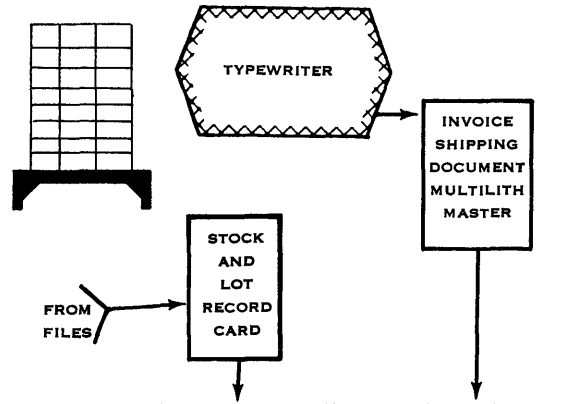 TYPEWRITER
INVOICE
SHIPPING
DOCUMENT
MULTILITH
MASTER
STOCK
AND
LOT
RECORD
CARD
FROM
FILES